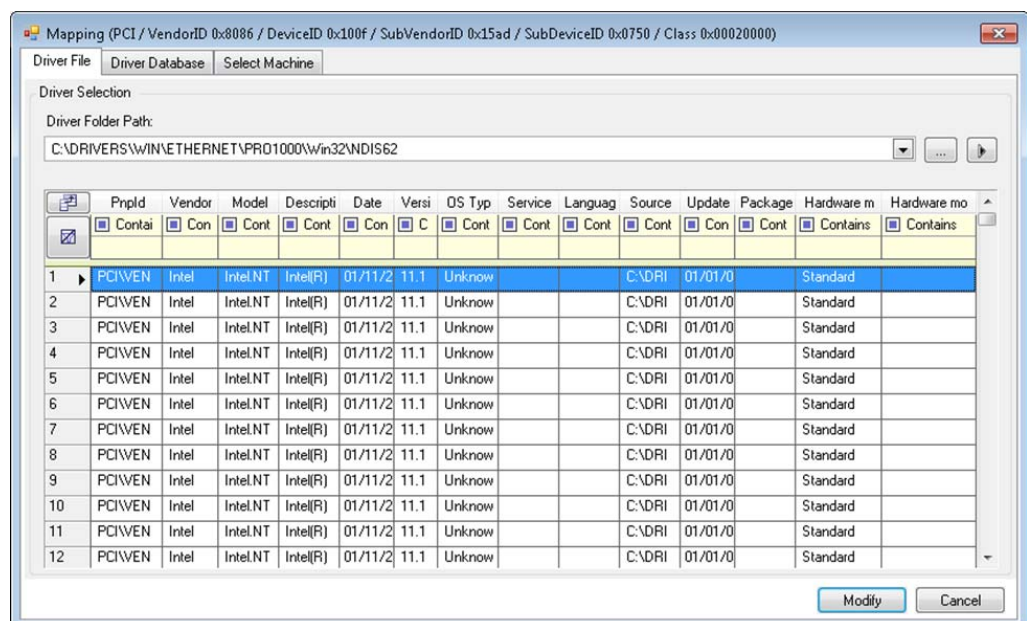 Mapping (PCI / VendorID 0x8086 / DeviceID 0x100f / SubVendorID 0x15ad / SubDeviceID 0x0750 / Class 0x00020000)
Driver File Driver Database Select Machine
Driver Selection
Driver Folder Path:
C:\DRIVERS\WIN\ETHERNET\PRO1000\Win32\NDIS62 ...
PnpId Vendor Model Descripti Date Versi OS Typ Service Languag Source Update Package Hardware m Hardware mo
Contai Con Cont Cont Con C Cont Cont Cont Cont Con Cont Contains Contains
1 PCI\VEN Intel Intel.NT Intel(R) 01/11/2 11.1 Unknow C:\DRI 01/01/0 Standard
2 PCI\VEN Intel Intel.NT Intel(R) 01/11/2 11.1 Unknow C:\DRI 01/01/0 Standard
3 PCI\VEN Intel Intel.NT Intel(R) 01/11/2 11.1 Unknow C:\DRI 01/01/0 Standard
4 PCI\VEN Intel Intel.NT Intel(R) 01/11/2 11.1 Unknow C:\DRI 01/01/0 Standard
5 PCI\VEN Intel Intel.NT Intel(R) 01/11/2 11.1 Unknow C:\DRI 01/01/0 Standard
6 PCI\VEN Intel Intel.NT Intel(R) 01/11/2 11.1 Unknow C:\DRI 01/01/0 Standard
7 PCI\VEN Intel Intel.NT Intel(R) 01/11/2 11.1 Unknow C:\DRI 01/01/0 Standard
8 PCI\VEN Intel Intel.NT Intel(R) 01/11/2 11.1 Unknow C:\DRI 01/01/0 Standard
9 PCI\VEN Intel Intel.NT Intel(R) 01/11/2 11.1 Unknow C:\DRI 01/01/0 Standard
10 PCI\VEN Intel Intel.NT Intel(R) 01/11/2 11.1 Unknow C:\DRI 01/01/0 Standard
11 PCI\VEN Intel Intel.NT Intel(R) 01/11/2 11.1 Unknow C:\DRI 01/01/0 Standard
12 PCI\VEN Intel Intel.NT Intel(R) 01/11/2 11.1 Unknow C:\DRI 01/01/0 Standard
Modify Cancel